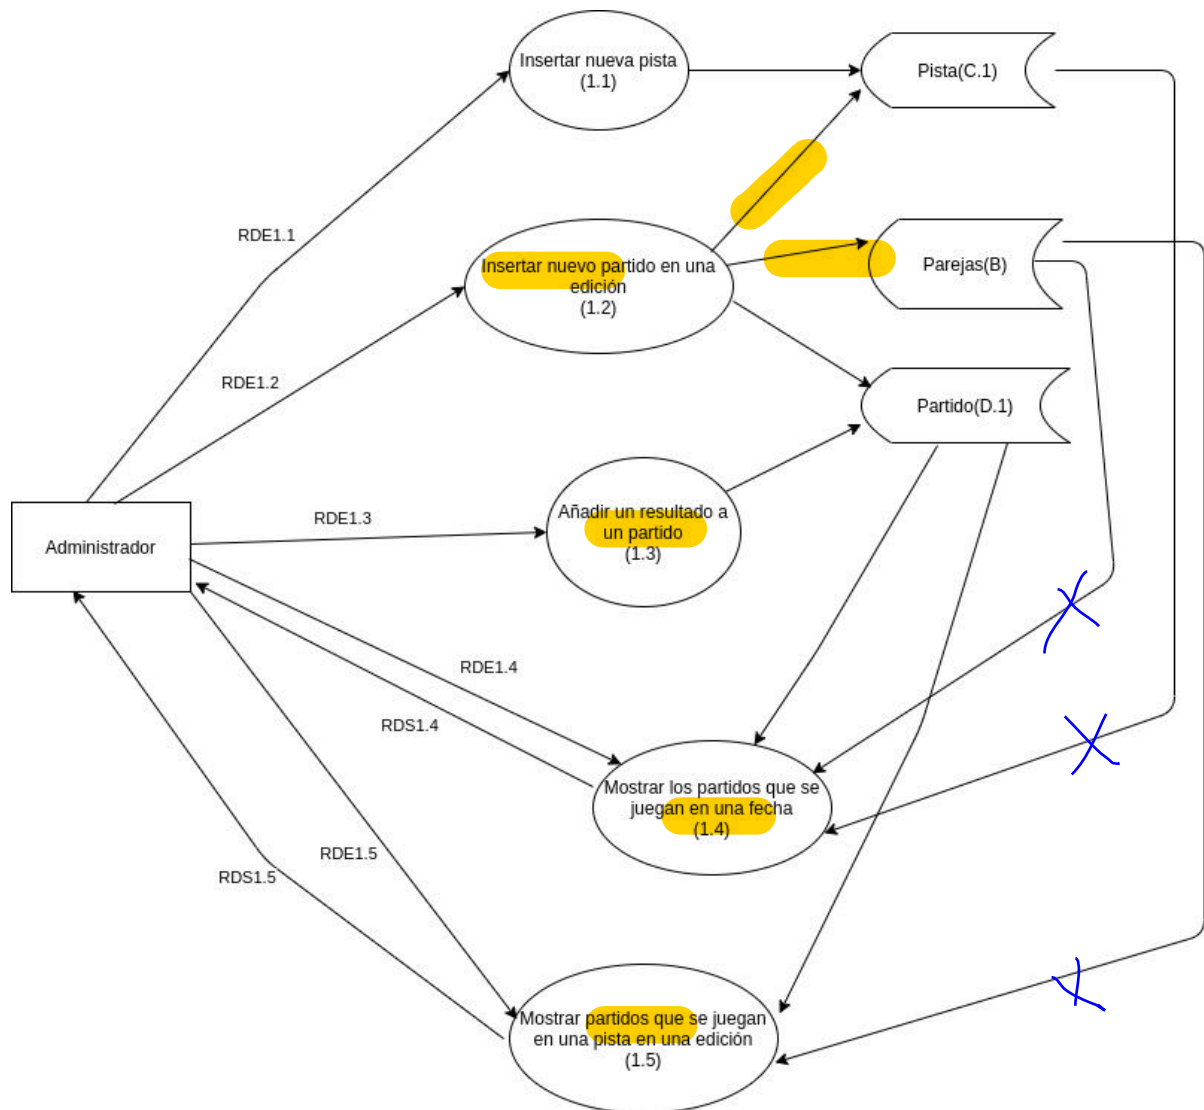 Insertar nueva pista
(1.1)
Pista(C.1)
RDE1.1
Insertar nuevo partido en una
edición
(1.2)
Parejas(B)
RDE1.2
Partido(D.1)
Añadir un resultado a
un partido
(1.3)
RDE1.3
Administrador
RDE1.4
RDS1.4
Mostrar los partidos que se
juegan en una fecha
(1.4)
RDE1.5
RDS1.5
Mostrar partidos que se juegan
en una pista en una edición
(1.5)